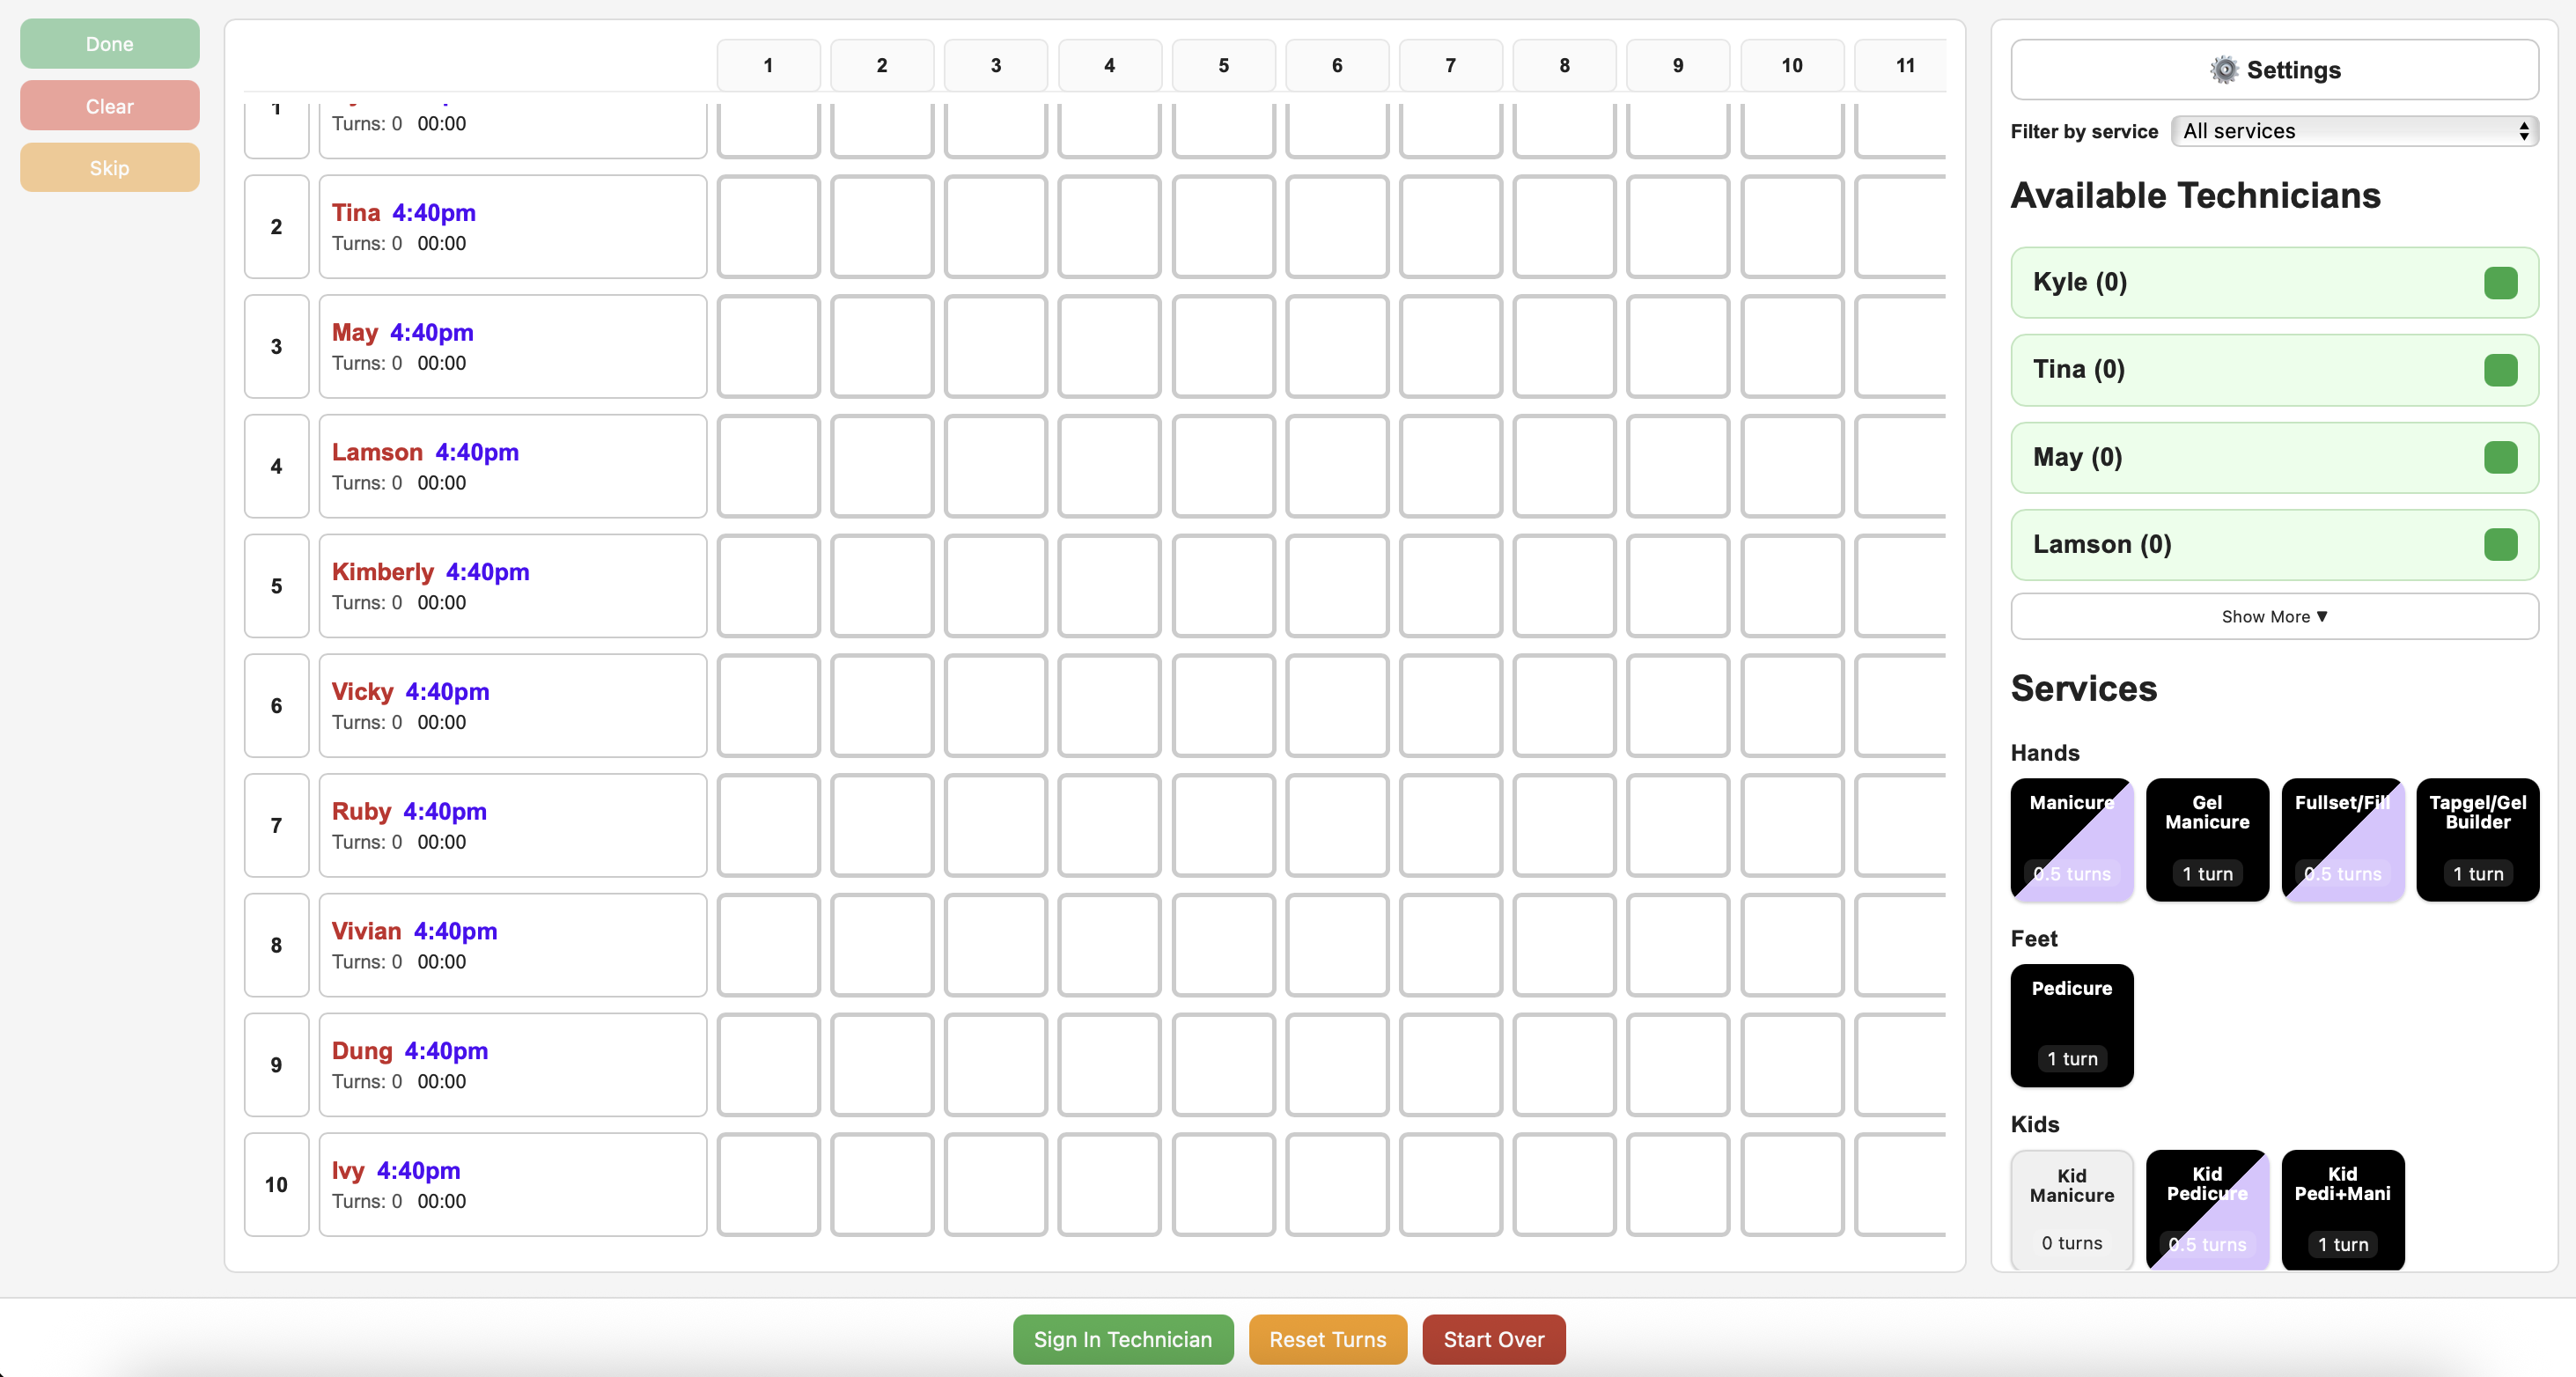 Done
Clear
Skip
1 2 3 4 5 6 7 8 9 10 11
1
Turns: 0 00:00
2
Tina 4:40pm
Turns: 0 00:00
3
May 4:40pm
Turns: 0 00:00
4
Lamson 4:40pm
Turns: 0 00:00
5
Kimberly 4:40pm
Turns: 0 00:00
6
Vicky 4:40pm
Turns: 0 00:00
7
Ruby 4:40pm
Turns: 0 00:00
8
Vivian 4:40pm
Turns: 0 00:00
9
Dung 4:40pm
Turns: 0 00:00
10
Ivy 4:40pm
Turns: 0 00:00
Settings
Filter by service All services
Available Technicians
Kyle (0)
Tina (0)
May (0)
Lamson (0)
Show More ▼
Services
Hands
Manicure
0.5 turns
Gel
Manicure
1 turn
Fullset/Fill
0.5 turns
Tapgel/Gel
Builder
1 turn
Feet
Pedicure
1 turn
Kids
Kid
Manicure
0 turns
Kid
Pedicure
0.5 turns
Kid
Pedi+Mani
1 turn
Sign In Technician
Reset Turns
Start Over